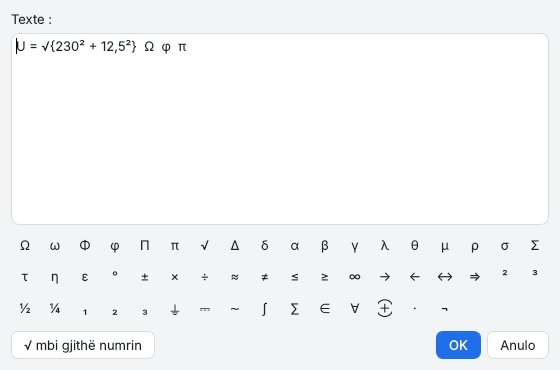 Texte :
U = √{230² + 12,5²}  Ω  φ  π
Ω ω Φ φ Π π √ Δ δ α β γ λ θ μ ρ σ Σ
τ η ε ° ± × ÷ ≈ ≠ ≤ ≥ ∞ → ← ↔ ⇒ ² ³
½ ¼ ₁ ₂ ₃ ⏚ ⎓ ∼ ∫ ∑ ∈ ∀ ⊕ · ¬
√ mbi gjithë numrin OK Anulo